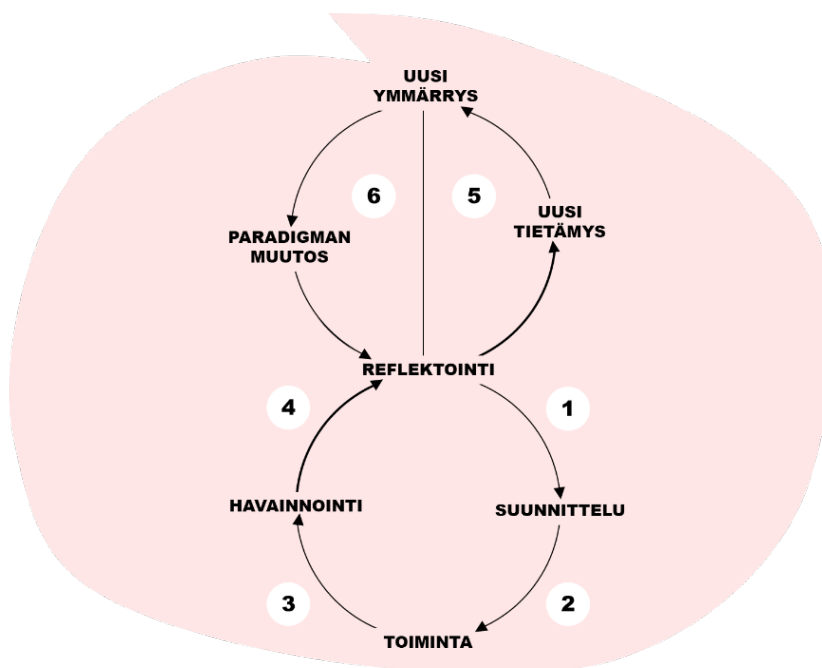 UUSI
YMMÄRRYS
6
5
UUSI
TIETÄMYS
PARADIGMAN
MUUTOS
REFLEKTOINTI
4
1
HAVAINNOINTI
SUUNNITTELU
3
2
TOIMINTA